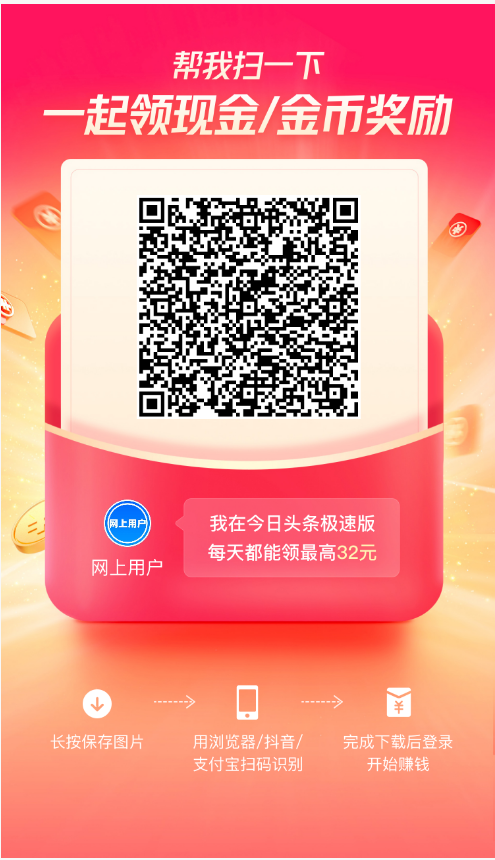 帮我扫一下
一起领现金/金币奖励
网上用户
我在今日头条极速版
每天都能领最高32元
网上用户
长按保存图片
用浏览器/抖音/
支付宝扫码识别
完成下载后登录
开始赚钱